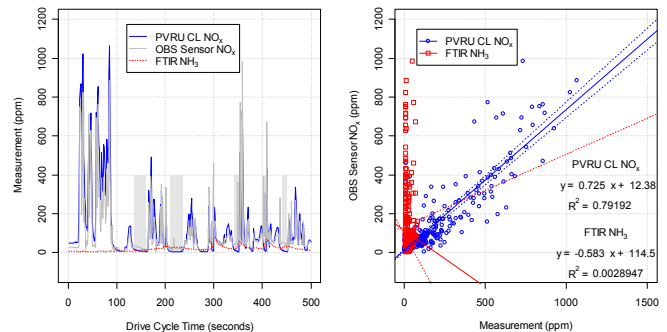 Measurement (ppm)
1200
1000
800
600
400
200
0
PVRU CL NOx
OBS Sensor NOx
FTIR NH3
0
100
200
300
400
500
Drive Cycle Time (seconds)
OBS Sensor NOx (ppm)
1200
1000
800
600
400
200
0
PVRU CL NOx
FTIR NH3
PVRU CL NOx
y = 0.725 x + 12.38
R² = 0.79192
FTIR NH3
y = -0.583 x + 114.5
R² = 0.0028947
0
500
1000
1500
Measurement (ppm)